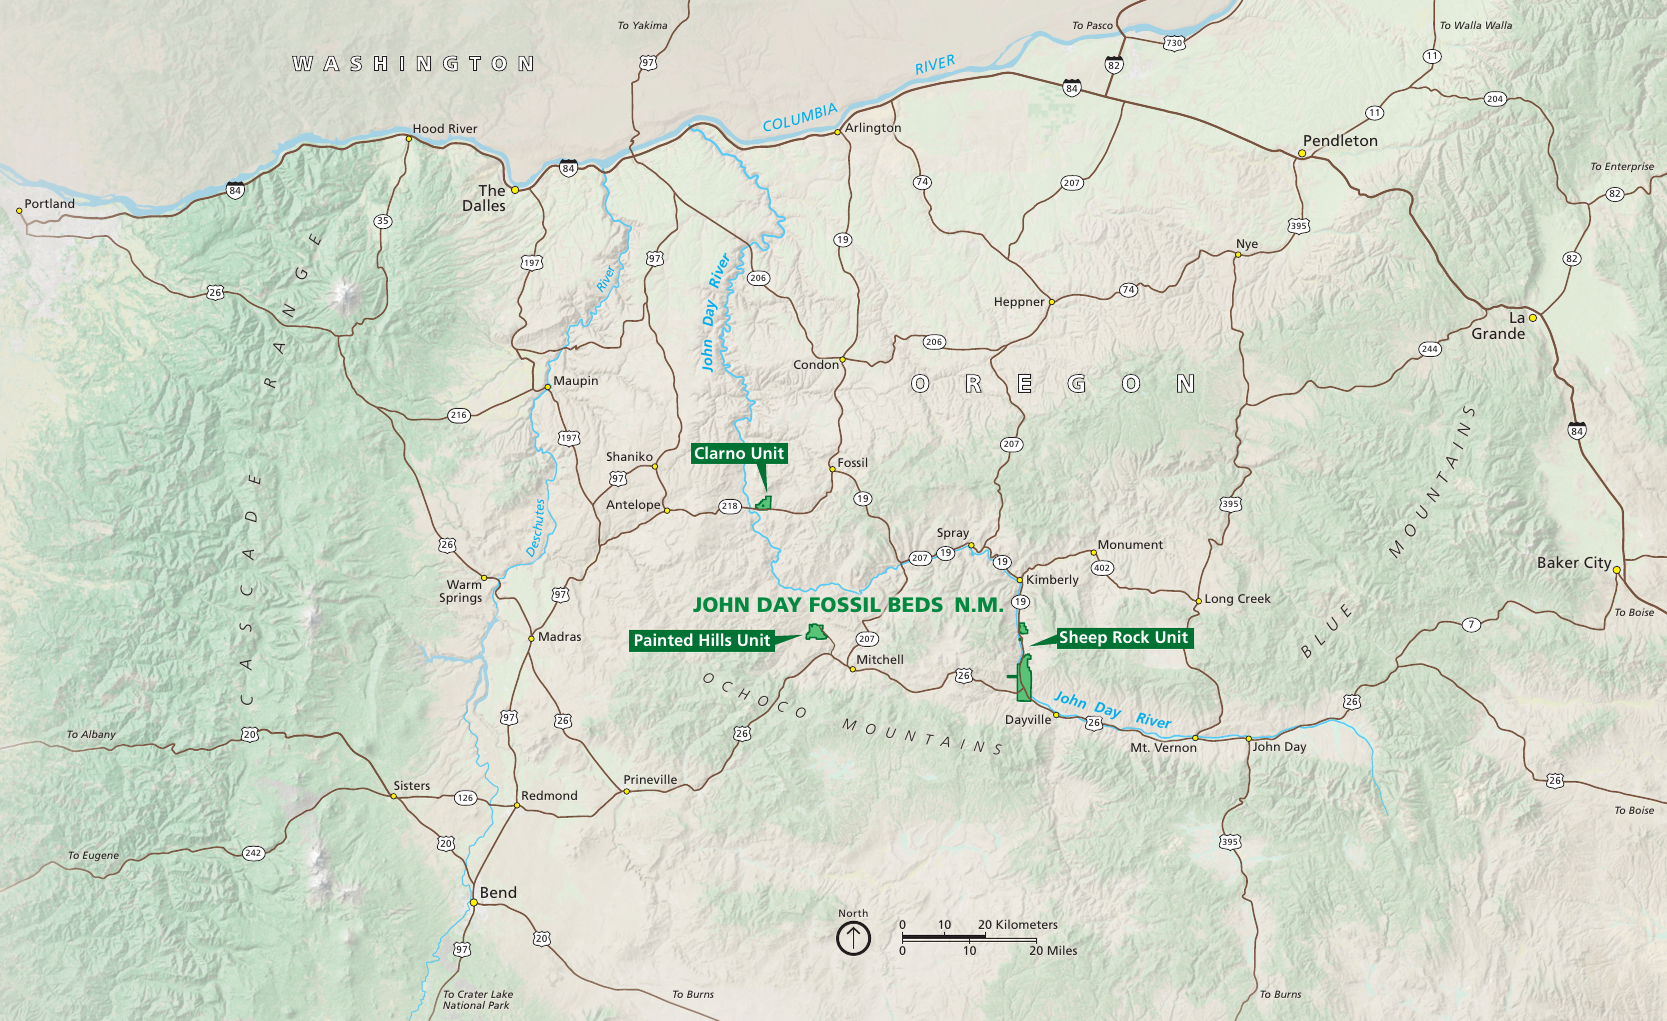 To Yakima
To Pasco
To Walla Walla
WASHINGTON
97
730
82
11
84
RIVER
COLUMBIA
204
11
Hood River
Arlington
Pendleton
84
84
To Enterprise
The
Dalles
74
207
82
Portland
35
395
RANGE
19
Nye
197
97
River
John Day River
206
82
26
74
Heppner
La
Grande
206
244
Condon
Maupin
OREGON
216
197
84
207
Clarno Unit
Shaniko
97
Fossil
MOUNTAINS
Antelope
218
19
395
CASCADE
Deschutes
26
Spray
207
19
19
Monument
402
Baker City
Warm
Springs
97
Kimberly
19
Long Creek
JOHN DAY FOSSIL BEDS N.M.
To Boise
7
BLUE
Madras
Painted Hills Unit
207
Sheep Rock Unit
Mitchell
26
OCHOCO MOUNTAINS
John Day River
26
Dayville
26
97
26
26
To Albany
20
Mt. Vernon
John Day
26
Sisters
Prineville
126
Redmond
To Boise
20
395
242
To Eugene
Bend
North
0 10 20 Kilometers
0 10 20 Miles
20
97
To Crater Lake
National Park
To Burns
To Burns